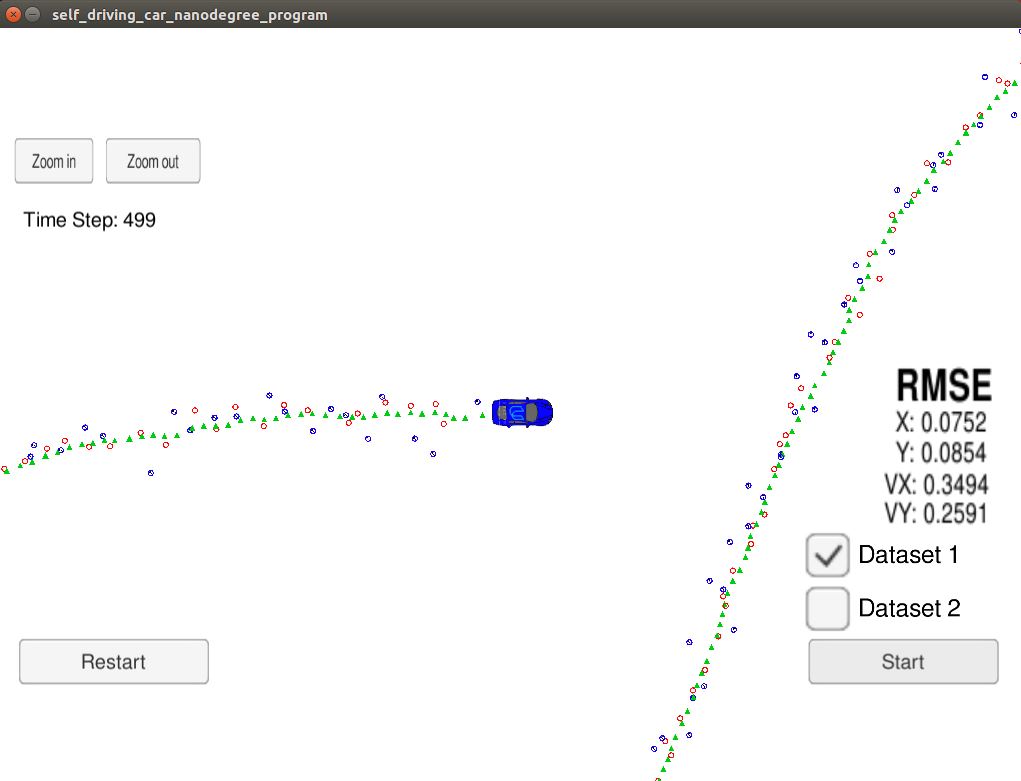 self_driving_car_nanodegree_program
Zoom in
Zoom out
Time Step: 499
RMSE
X: 0.0752
Y: 0.0854
VX: 0.3494
VY: 0.2591
Dataset 1
Dataset 2
Restart
Start